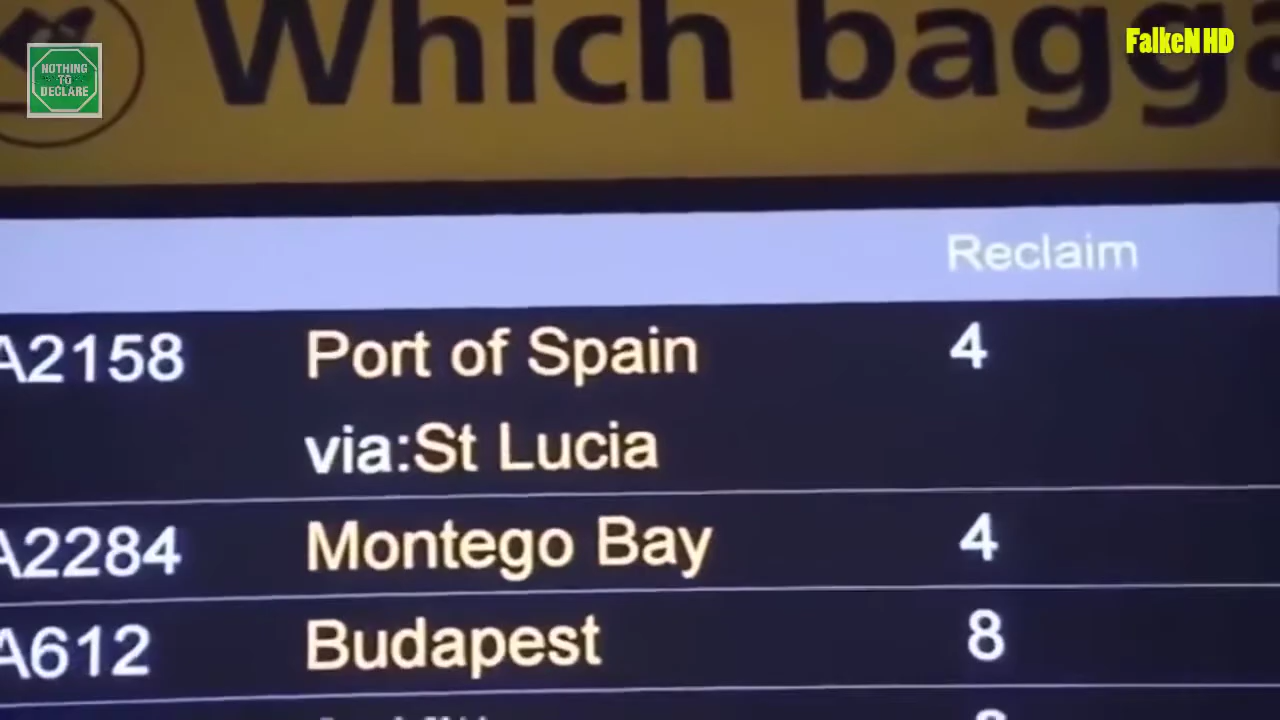 Which bagga
FalkeN HD
NOTHING
TO
DECLARE
Reclaim
A2158 Port of Spain 4
via:St Lucia
A2284 Montego Bay 4
A612 Budapest 8